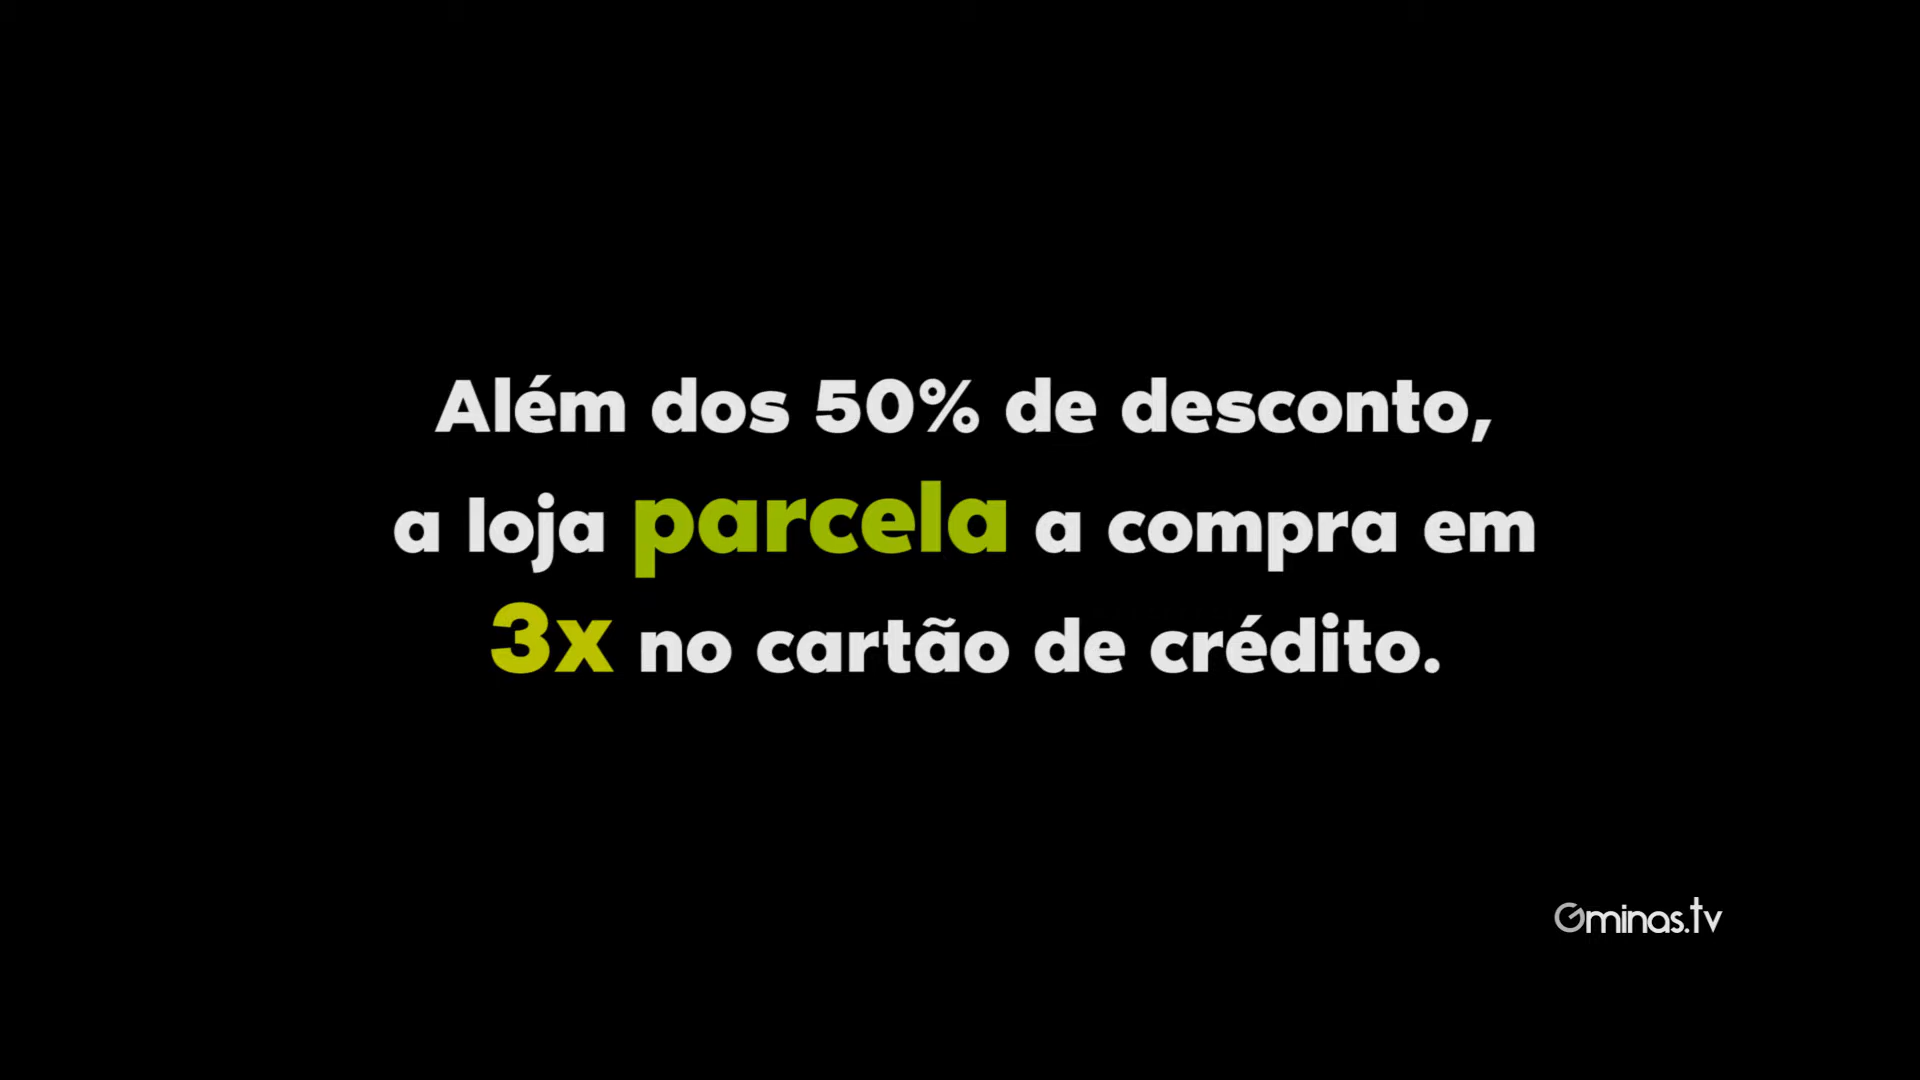 Além dos 50% de desconto,
a loja parcela a compra em
3x no cartão de crédito.
Gminas.tv